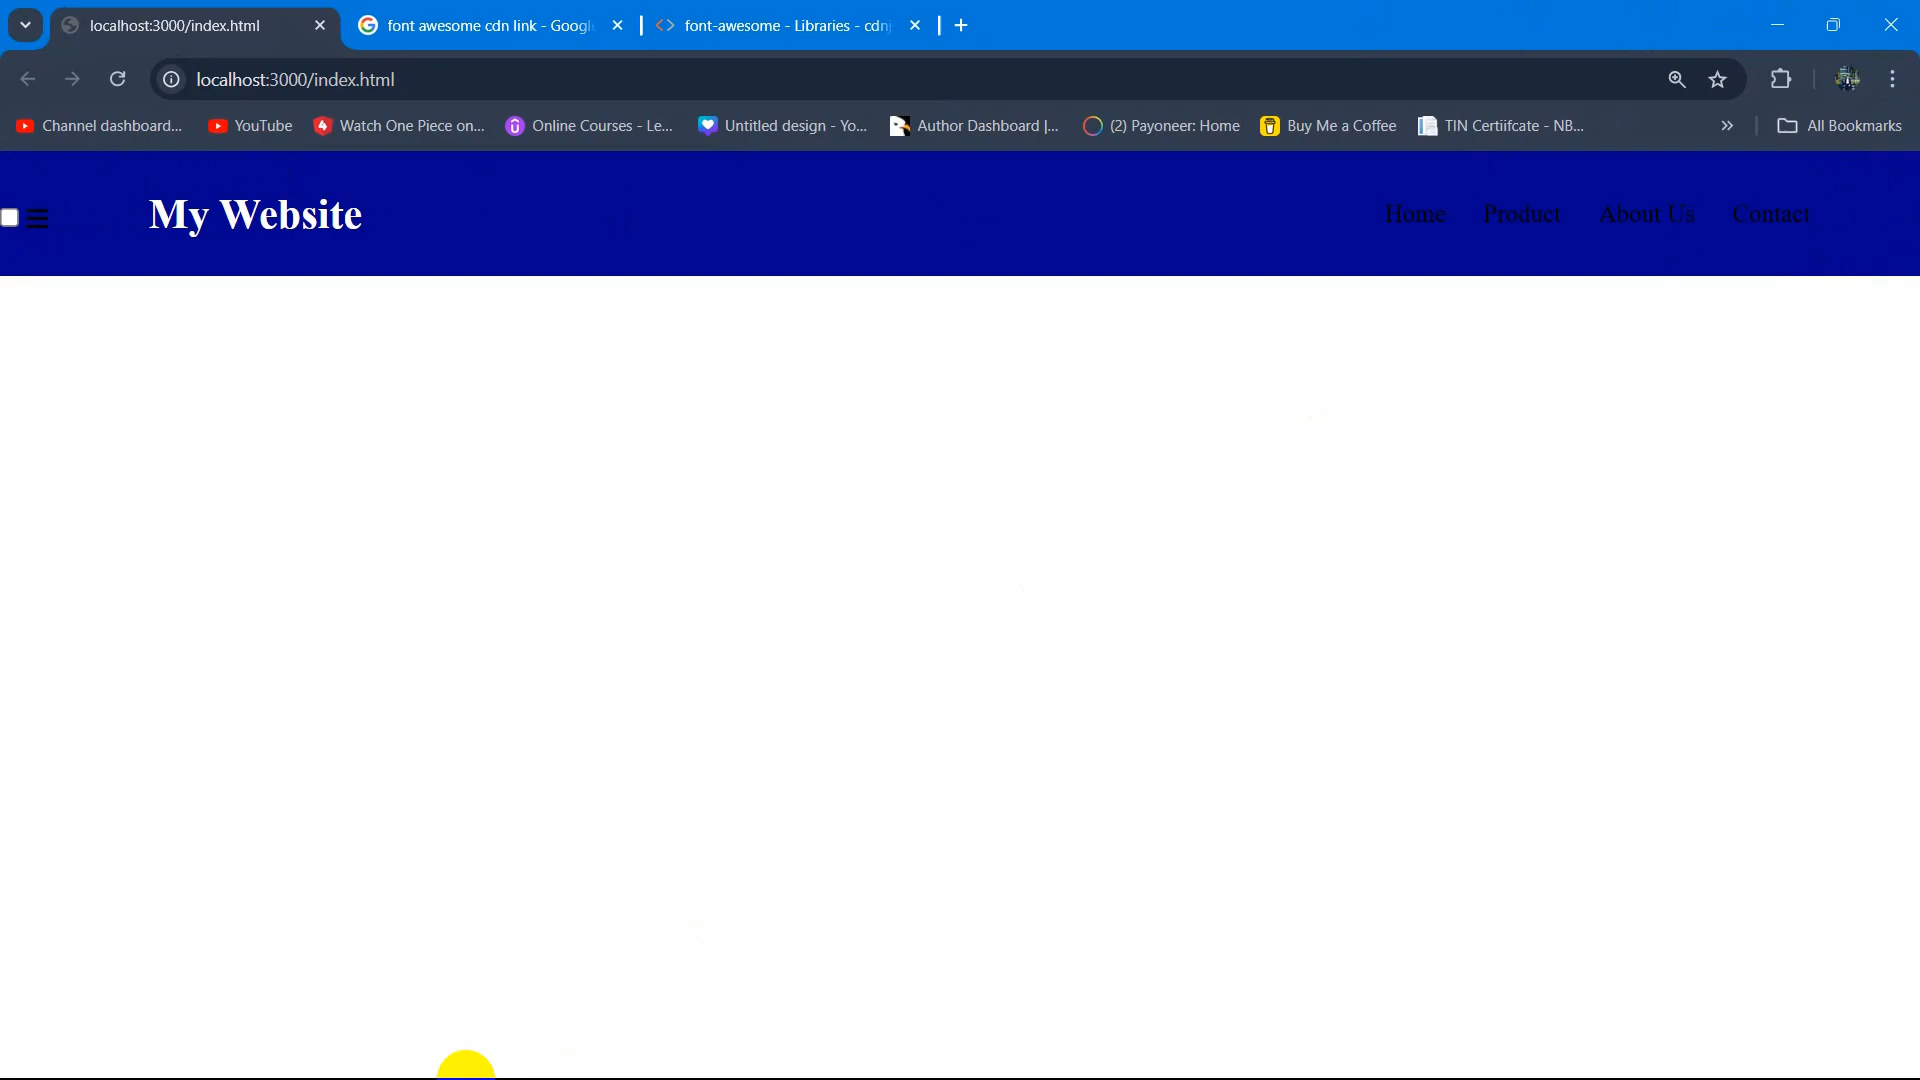 localhost:3000/index.html
font awesome cdn link - Googl
font-awesome - Libraries - cdnj
localhost:3000/index.html
Channel dashboard...
YouTube
Watch One Piece on...
Online Courses - Le...
Untitled design - Yo...
Author Dashboard |...
(2) Payoneer: Home
Buy Me a Coffee
TIN Certiifcate - NB...
All Bookmarks
My Website
Home
Product
About Us
Contact